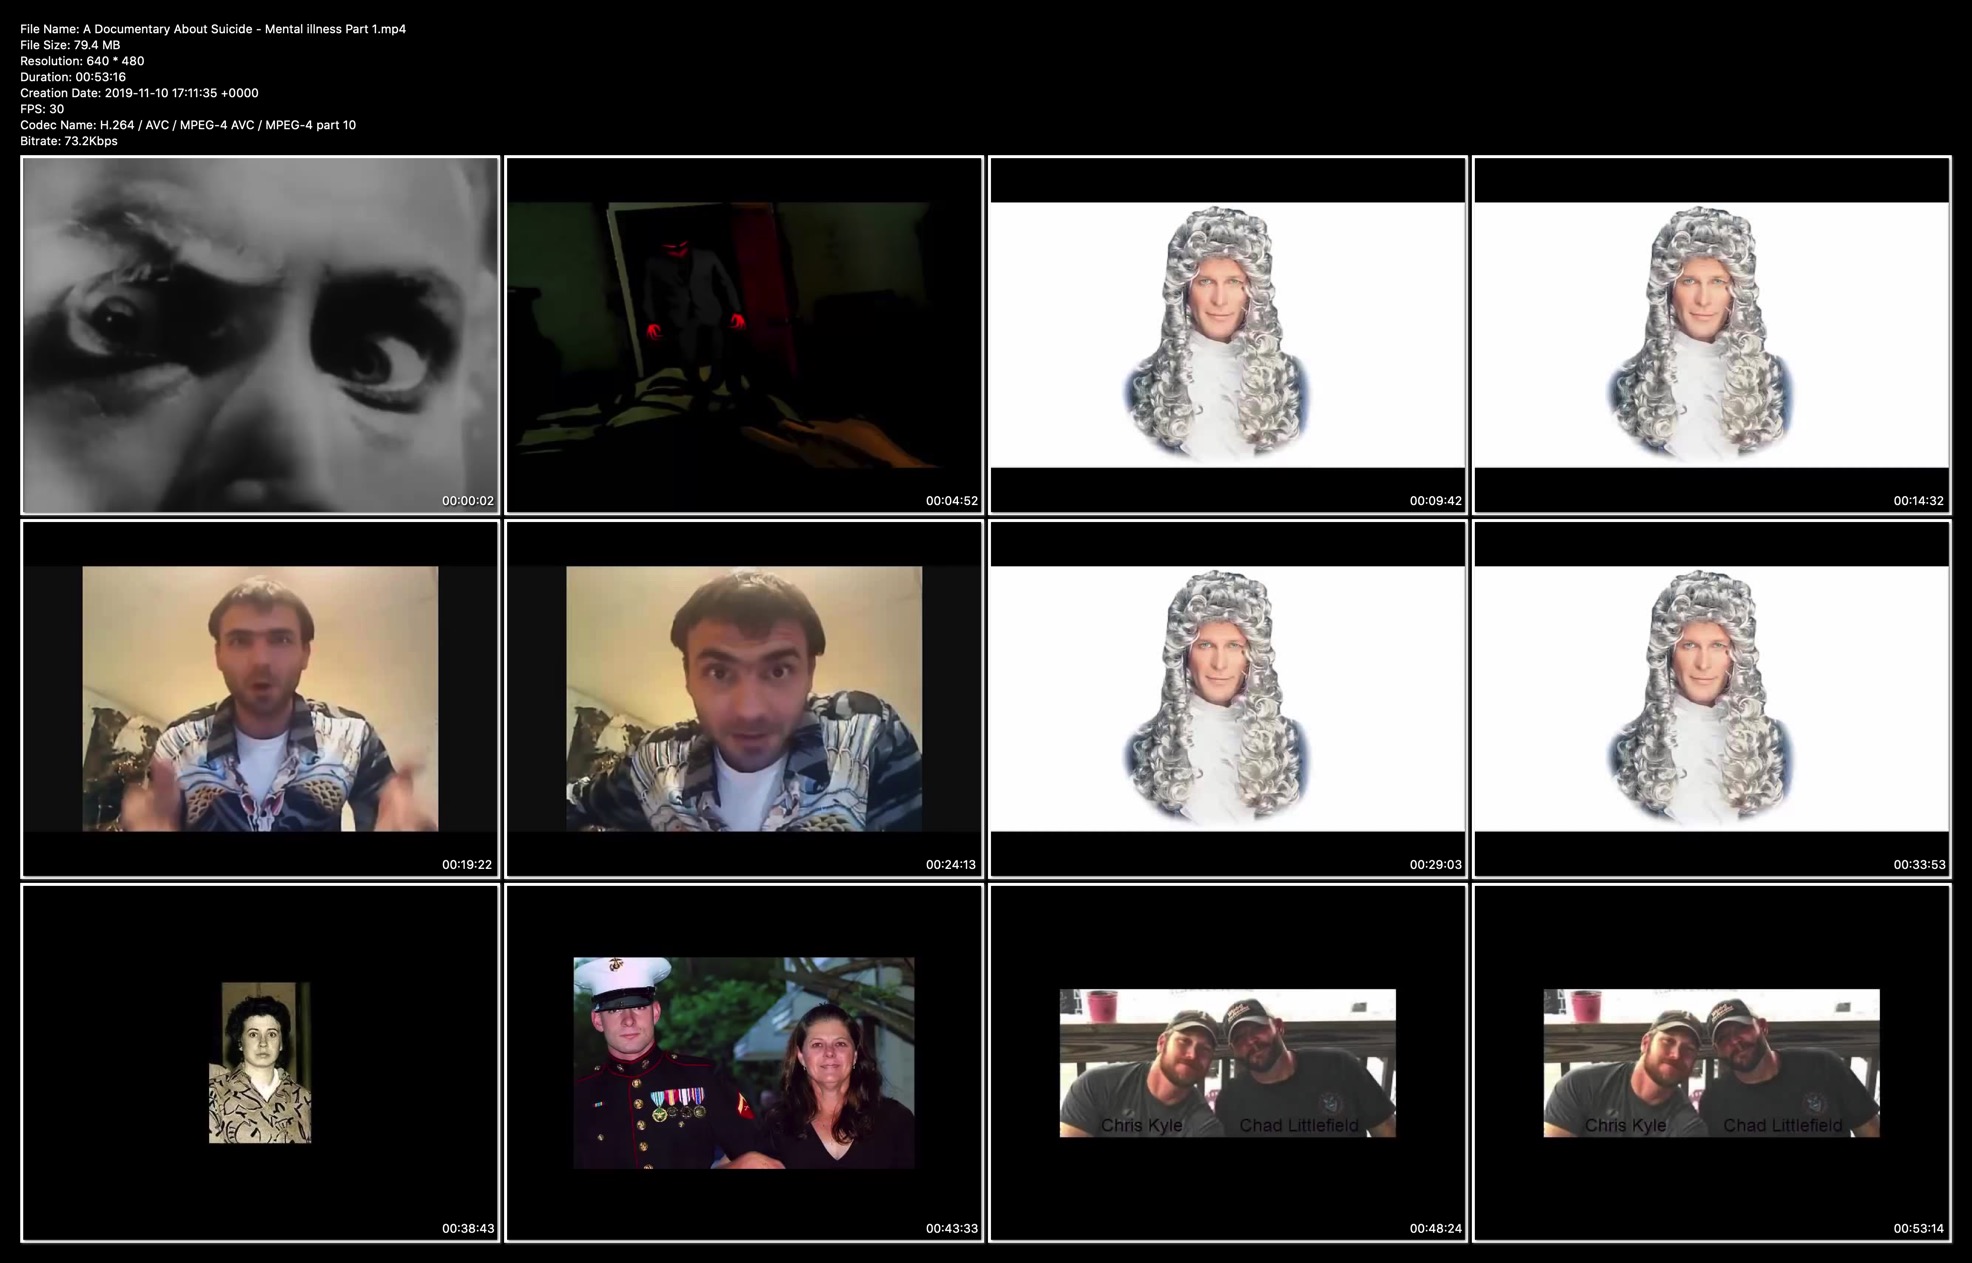 File Name: A Documentary About Suicide - Mental illness Part 1.mp4
File Size: 79.4 MB
Resolution: 640 * 480
Duration: 00:53:16
Creation Date: 2019-11-10 17:11:35 +0000
FPS: 30
Codec Name: H.264 / AVC / MPEG-4 AVC / MPEG-4 part 10
Bitrate: 73.2Kbps
00:00:02
00:04:52
00:09:42
00:14:32
00:19:22
00:24:13
00:29:03
00:33:53
Chris Kyle
Chad Littlefield
Chris Kyle
Chad Littlefield
00:38:43
00:43:33
00:48:24
00:53:14